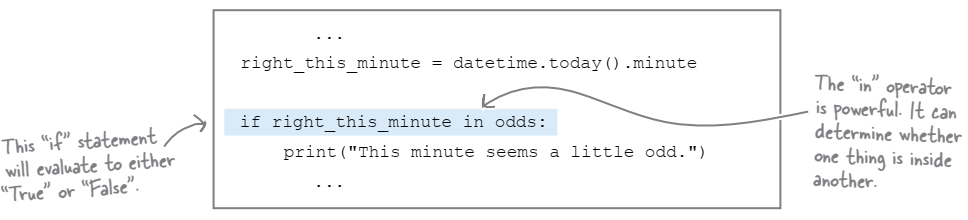 ...
right_this_minute = datetime.today().minute
if right_this_minute in odds:
print("This minute seems a little odd.")
...
This “if” statement
will evaluate to either
“True” or “False”.
The “in” operator
is powerful. It can
determine whether
one thing is inside
another.